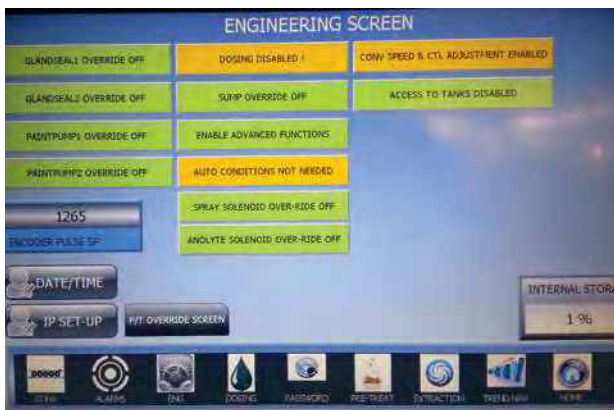 ENGINEERING SCREEN
GLANDSEAL1 OVERRIDE OFF
DOSING DISABLED !
CONV SPEED & CTL ADJUSTMENT ENABLED
GLANDSEAL2 OVERRIDE OFF
SUMP OVERRIDE OFF
ACCESS TO TANKS DISABLED
PAINTPUMP1 OVERRIDE OFF
ENABLE ADVANCED FUNCTIONS
PAINTPUMP2 OVERRIDE OFF
AUTO CONDITIONS NOT NEEDED
SPRAY SOLENOID OVER-RIDE OFF
1265
ENCODER PULSE SP
ANOLYTE SOLENOID OVER-RIDE OFF
DATE/TIME
INTERNAL STOR
IP SET-UP
P/T OVERRIDE SCREEN
1.96
ALARMS
ENG
DOSING
PASSWORD
PRE-TREAT
EXTRACTION
TREND NAV
HOME